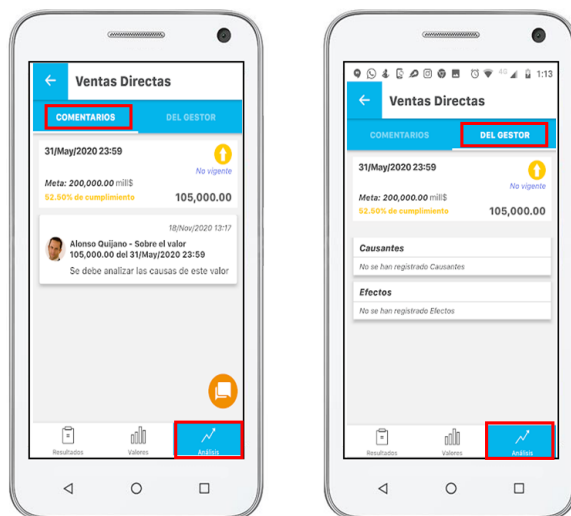 Ventas Directas
COMENTARIOS
DEL GESTOR
31/May/2020 23:59
No vigente
Meta: 200,000.00 mill$
52.50% de cumplimiento
105,000.00
18/Nov/2020 13:17
Alonso Quijano - Sobre el valor
105,000.00 del 31/May/2020 23:59
Se debe analizar las causas de este valor
Resultados
Valores
Análisis
4G
1:13
Ventas Directas
COMENTARIOS
DEL GESTOR
31/May/2020 23:59
No vigente
Meta: 200,000.00 mill$
52.50% de cumplimiento
105,000.00
Causantes
No se han registrado Causantes
Efectos
No se han registrado Efectos
Resultados
Valores
Análisis